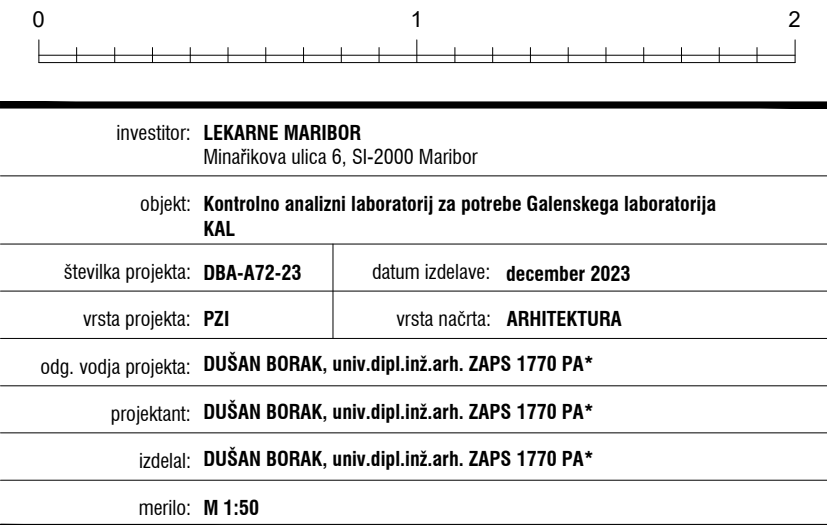 0 1 2
investitor: LEKARNE MARIBOR
Minařikova ulica 6, SI-2000 Maribor
objekt: Kontrolno analizni laboratorij za potrebe Galenskega laboratorija
KAL
številka projekta: DBA-A72-23 datum izdelave: december 2023
vrsta projekta: PZI vrsta načrta: ARHITEKTURA
odg. vodja projekta: DUŠAN BORAK, univ.dipl.inž.arh. ZAPS 1770 PA*
projektant: DUŠAN BORAK, univ.dipl.inž.arh. ZAPS 1770 PA*
izdelal: DUŠAN BORAK, univ.dipl.inž.arh. ZAPS 1770 PA*
merilo: M 1:50